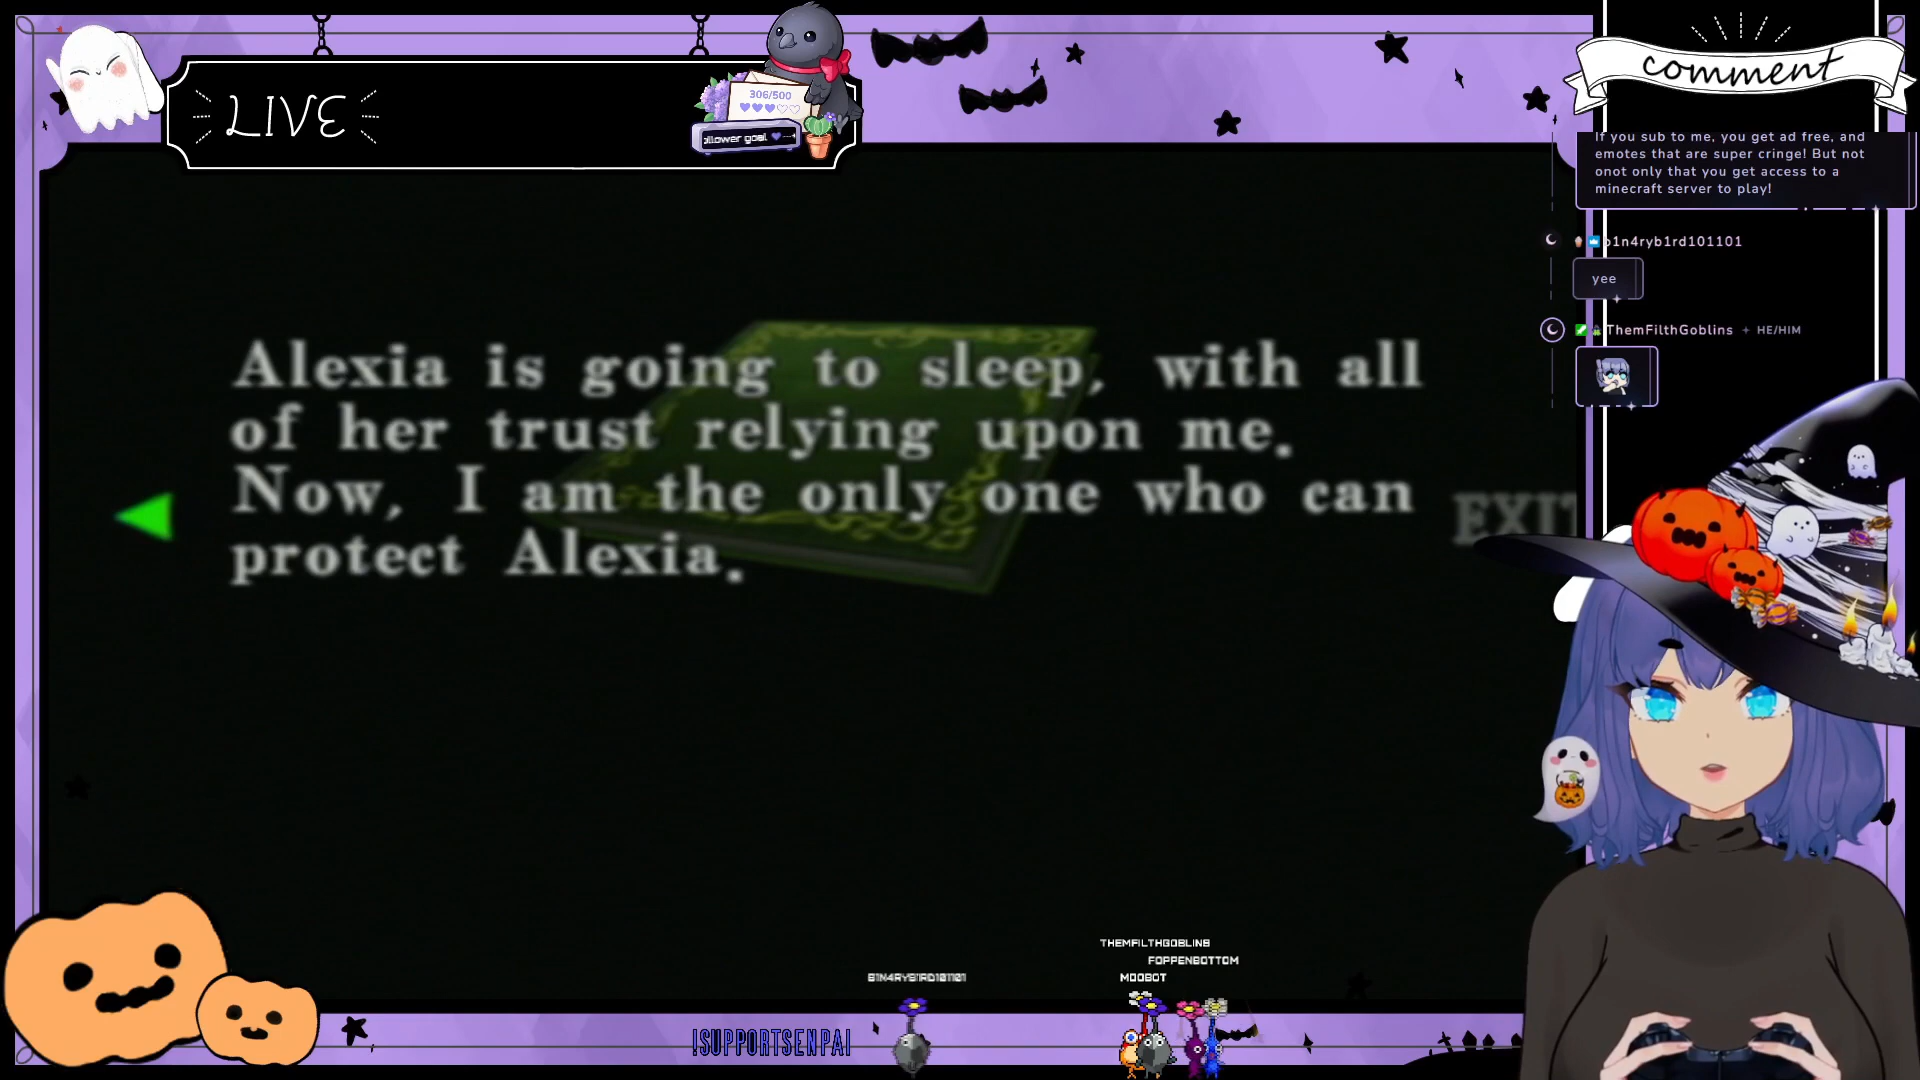 LIVE
306/500
ollower goal
comment
If you sub to me, you get ad free, and
emotes that are super cringe! But not
onot only that you get access to a
minecraft server to play!
b1n4ryb1rd101101
yee
ThemFilthGoblins + HE/HIM
Alexia is going to sleep, with all
of her trust relying upon me.
Now, I am the only one who can
protect Alexia.
EXIT
THEMFILTHGOBLINS
FOPPENBOTTOM
MOOBOT
B1N4RYB1RD101101
!SUPPORTSENPAI